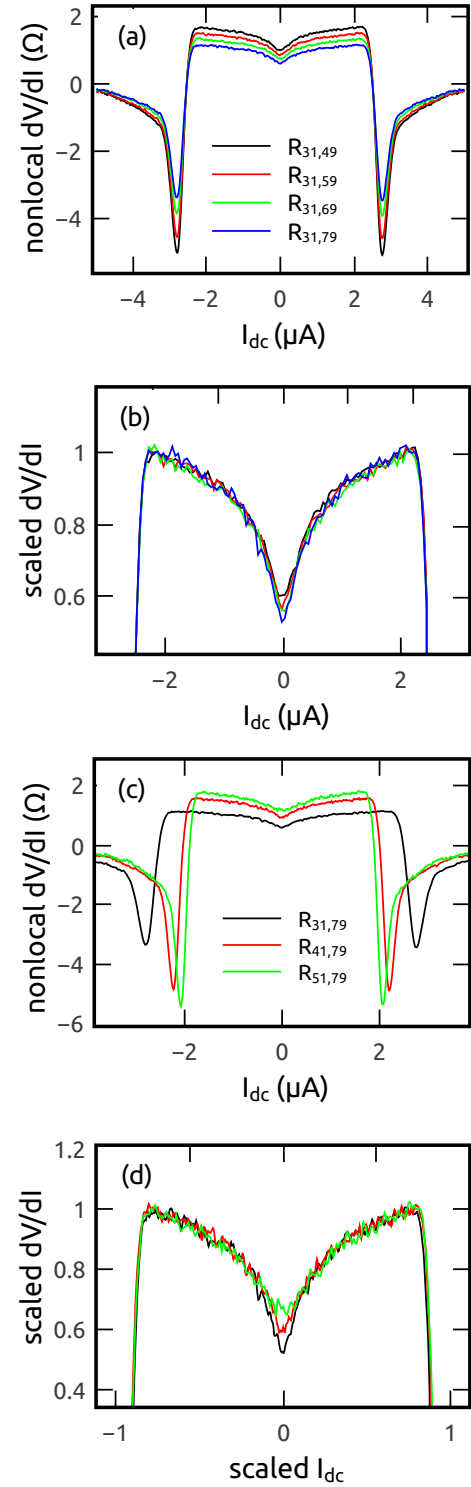 (a)
nonlocal dV/dI (Ω)
2
0
−2
−4
R31,49
R31,59
R31,69
R31,79
−4 −2 0 2 4
Idc (μA)
(b)
scaled dV/dI
1
0.8
0.6
−2 0 2
Idc (μA)
(c)
nonlocal dV/dI (Ω)
2
0
−2
−4
−6
R31,79
R41,79
R51,79
−2 0 2
Idc (μA)
(d)
scaled dV/dI
1.2
1
0.8
0.6
0.4
−1 0 1
scaled Idc